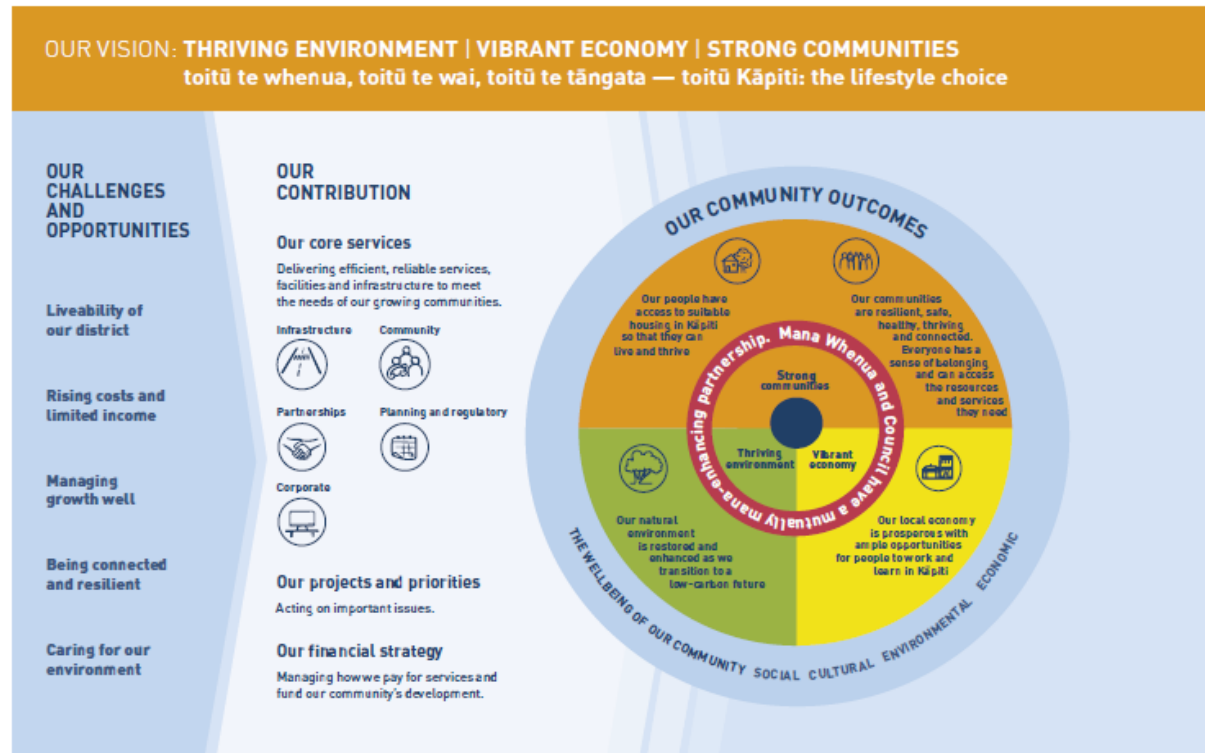 OUR VISION: THRIVING ENVIRONMENT | VIBRANT ECONOMY | STRONG COMMUNITIES
toitū te whenua, toitū te wai, toitū te tāngata — toitū Kāpiti: the lifestyle choice
OUR
CHALLENGES
AND
OPPORTUNITIES
Liveability of
our district
Rising costs and
limited income
Managing
growth well
Being connected
and resilient
Caring for our
environment
OUR
CONTRIBUTION
Our core services
Delivering efficient, reliable services,
facilities and infrastructure to meet
the needs of our growing communities.
Infrastructure
Community
Partnerships
Planning and regulatory
Corporate
Our projects and priorities
Acting on important issues.
Our financial strategy
Managing how we pay for services and
fund our community's development.
OUR COMMUNITY OUTCOMES
Our people have
access to suitable
housing in Kāpiti
so that they can
live and thrive
Our communities
are resilient, safe,
healthy, thriving
and connected.
Everyone has a
sense of belonging
and can access
the resources
and services
they need
Mana Whenua and Council have a mutually mana-enhancing partnership.
Strong
communities
Thriving
environment
Vibrant
economy
Our natural
environment
is restored and
enhanced as we
transition to a
low-carbon future
Our local economy
is prosperous with
ample opportunities
for people to work and
learn in Kāpiti
THE WELLBEING OF OUR COMMUNITY SOCIAL CULTURAL ENVIRONMENTAL ECONOMIC